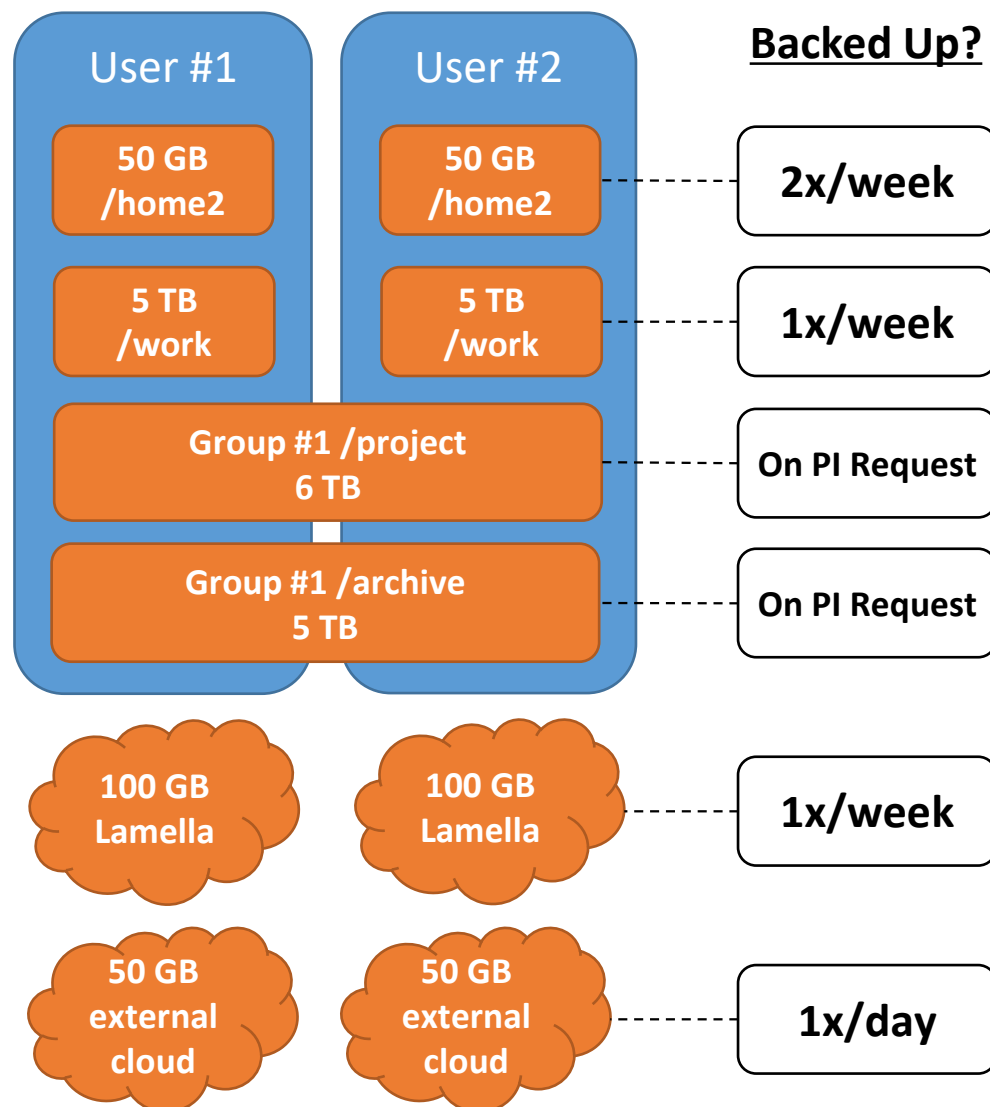 User #1
User #2
Backed Up?
50 GB
/home2
50 GB
/home2
2x/week
5 TB
/work
5 TB
/work
1x/week
Group #1 /project
6 TB
On PI Request
Group #1 /archive
5 TB
On PI Request
100 GB
Lamella
100 GB
Lamella
1x/week
50 GB
external
cloud
50 GB
external
cloud
1x/day